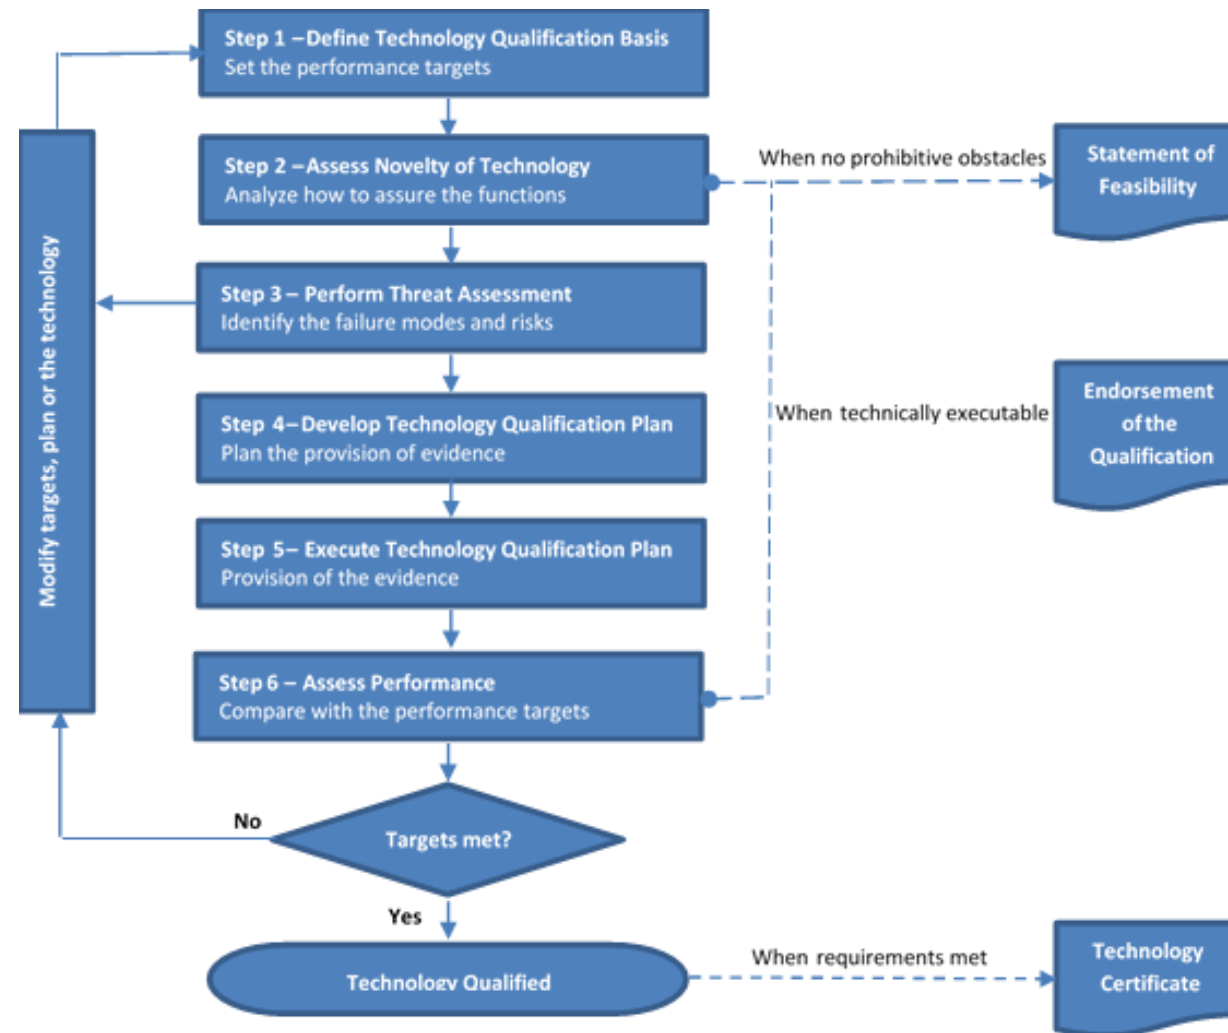 Step 1 – Define Technology Qualification Basis
Set the performance targets
Step 2 – Assess Novelty of Technology
Analyze how to assure the functions
When no prohibitive obstacles
Statement of
Feasibility
Modify targets, plan or the technology
Step 3 – Perform Threat Assessment
Identify the failure modes and risks
Step 4 – Develop Technology Qualification Plan
Plan the provision of evidence
When technically executable
Endorsement
of the
Qualification
Step 5 – Execute Technology Qualification Plan
Provision of the evidence
Step 6 – Assess Performance
Compare with the performance targets
No
Targets met?
Yes
Technology Qualified
When requirements met
Technology
Certificate